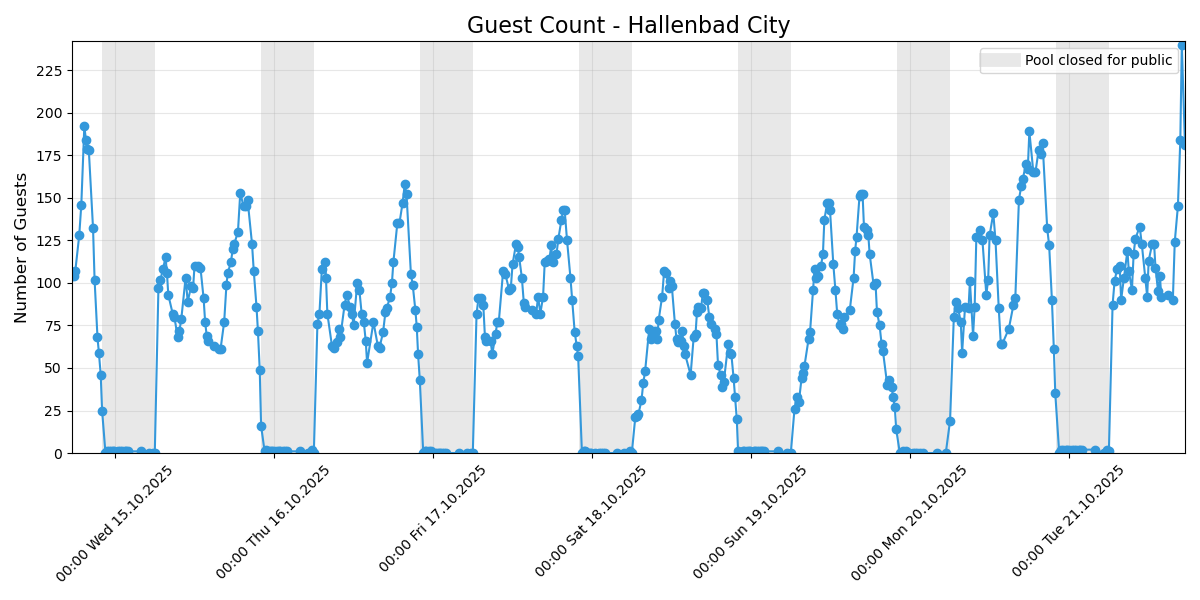 Guest Count - Hallenbad City
Pool closed for public
Number of Guests
225
200
175
150
125
100
75
50
25
0
00:00 Wed 15.10.2025
00:00 Thu 16.10.2025
00:00 Fri 17.10.2025
00:00 Sat 18.10.2025
00:00 Sun 19.10.2025
00:00 Mon 20.10.2025
00:00 Tue 21.10.2025